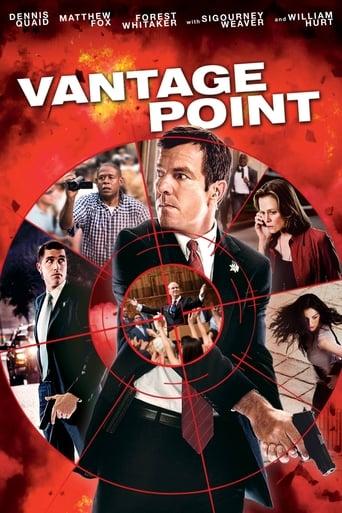 DENNIS QUAID MATTHEW FOX FOREST WHITAKER WITH SIGOURNEY WEAVER AND WILLIAM HURT
VANTAGE
POINT